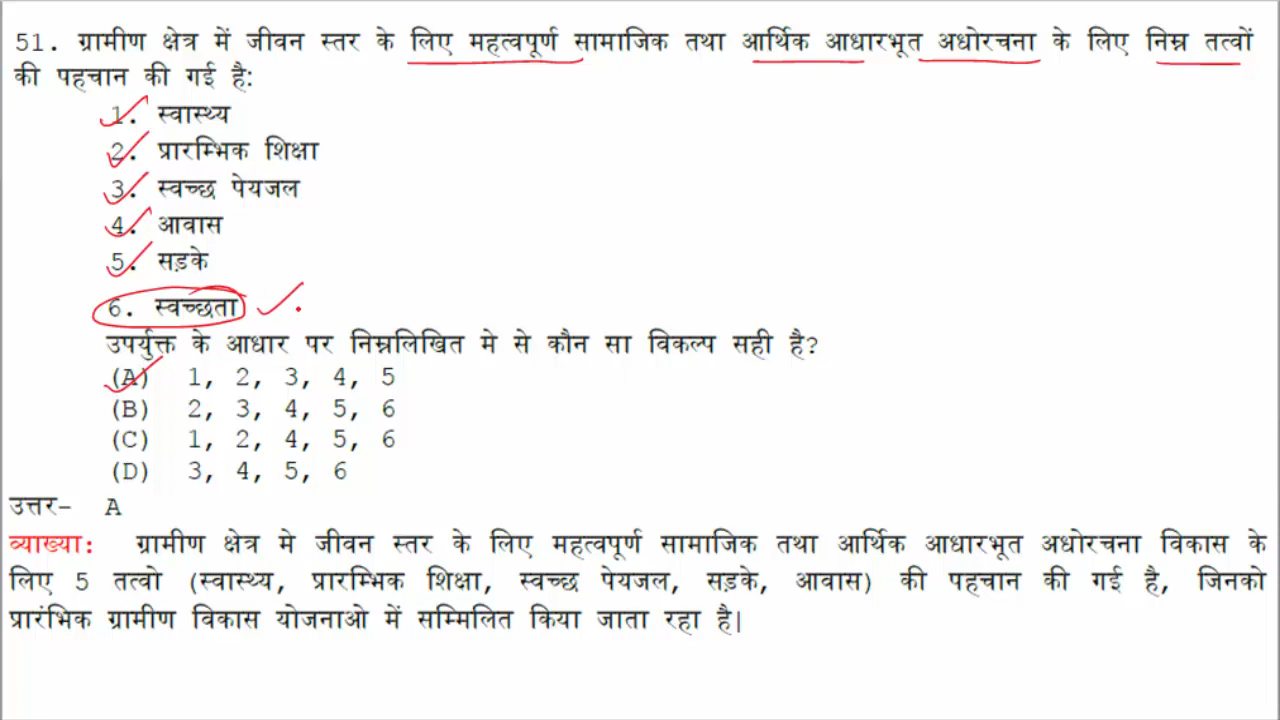 51. ग्रामीण क्षेत्र में जीवन स्तर के लिए महत्वपूर्ण सामाजिक तथा आर्थिक आधारभूत अधोरचना के लिए निम्न तत्वों
की पहचान की गई है:
1. स्वास्थ्य
2. प्रारम्भिक शिक्षा
3. स्वच्छ पेयजल
4. आवास
5. सड़के
6. स्वच्छता
उपर्युक्त के आधार पर निम्नलिखित मे से कौन सा विकल्प सही है?
(A) 1, 2, 3, 4, 5
(B) 2, 3, 4, 5, 6
(C) 1, 2, 4, 5, 6
(D) 3, 4, 5, 6
उत्तर- A
व्याख्या: ग्रामीण क्षेत्र मे जीवन स्तर के लिए महत्वपूर्ण सामाजिक तथा आर्थिक आधारभूत अधोरचना विकास के
लिए 5 तत्वो (स्वास्थ्य, प्रारम्भिक शिक्षा, स्वच्छ पेयजल, सड़के, आवास) की पहचान की गई है, जिनको
प्रारंभिक ग्रामीण विकास योजनाओ में सम्मिलित किया जाता रहा है|